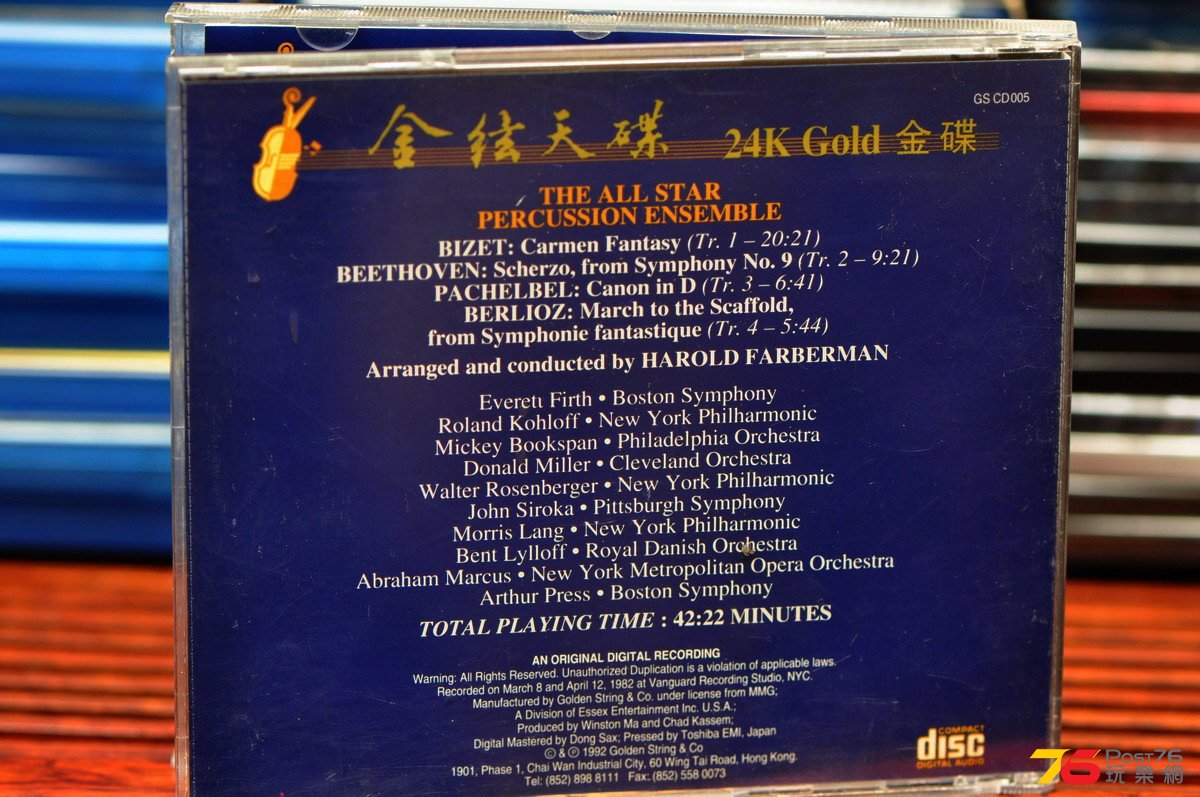 GS CD005
金絃天碟 24K Gold 金碟
THE ALL STAR
PERCUSSION ENSEMBLE
BIZET: Carmen Fantasy (Tr. 1 – 20:21)
BEETHOVEN: Scherzo, from Symphony No. 9 (Tr. 2 – 9:21)
PACHELBEL: Canon in D (Tr. 3 – 6:41)
BERLIOZ: March to the Scaffold,
from Symphonie fantastique (Tr. 4 – 5:44)
Arranged and conducted by HAROLD FARBERMAN
Everett Firth • Boston Symphony
Roland Kohloff • New York Philharmonic
Mickey Bookspan • Philadelphia Orchestra
Donald Miller • Cleveland Orchestra
Walter Rosenberger • New York Philharmonic
John Siroka • Pittsburgh Symphony
Morris Lang • New York Philharmonic
Bent Lylloff • Royal Danish Orchestra
Abraham Marcus • New York Metropolitan Opera Orchestra
Arthur Press • Boston Symphony
TOTAL PLAYING TIME : 42:22 MINUTES
AN ORIGINAL DIGITAL RECORDING
Warning: All Rights Reserved. Unauthorized Duplication is a violation of applicable laws.
Recorded on March 8 and April 12, 1982 at Vanguard Recording Studio, NYC.
Manufactured by Golden String & Co. under license from MMG;
A Division of Essex Entertainment Inc. U.S.A.;
Produced by Winston Ma and Chad Kassem;
Digital Mastered by Dong Sax; Pressed by Toshiba EMI, Japan
© & ℗ 1992 Golden String & Co
1901, Phase 1, Chai Wan Industrial City, 60 Wing Tai Road, Hong Kong.
Tel: (852) 898 8111 Fax: (852) 558 0073
COMPACT
disc
DIGITAL AUDIO
76 Post76
玩樂網